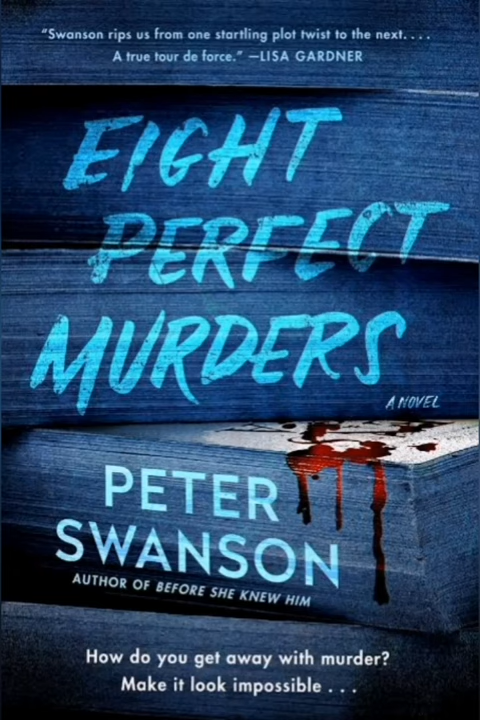 “Swanson rips us from one startling plot twist to the next. . . .
A true tour de force.” —LISA GARDNER
EIGHT
PERFECT
MURDERS
A NOVEL
PETER
SWANSON
AUTHOR OF BEFORE SHE KNEW HIM
How do you get away with murder?
Make it look impossible . . .